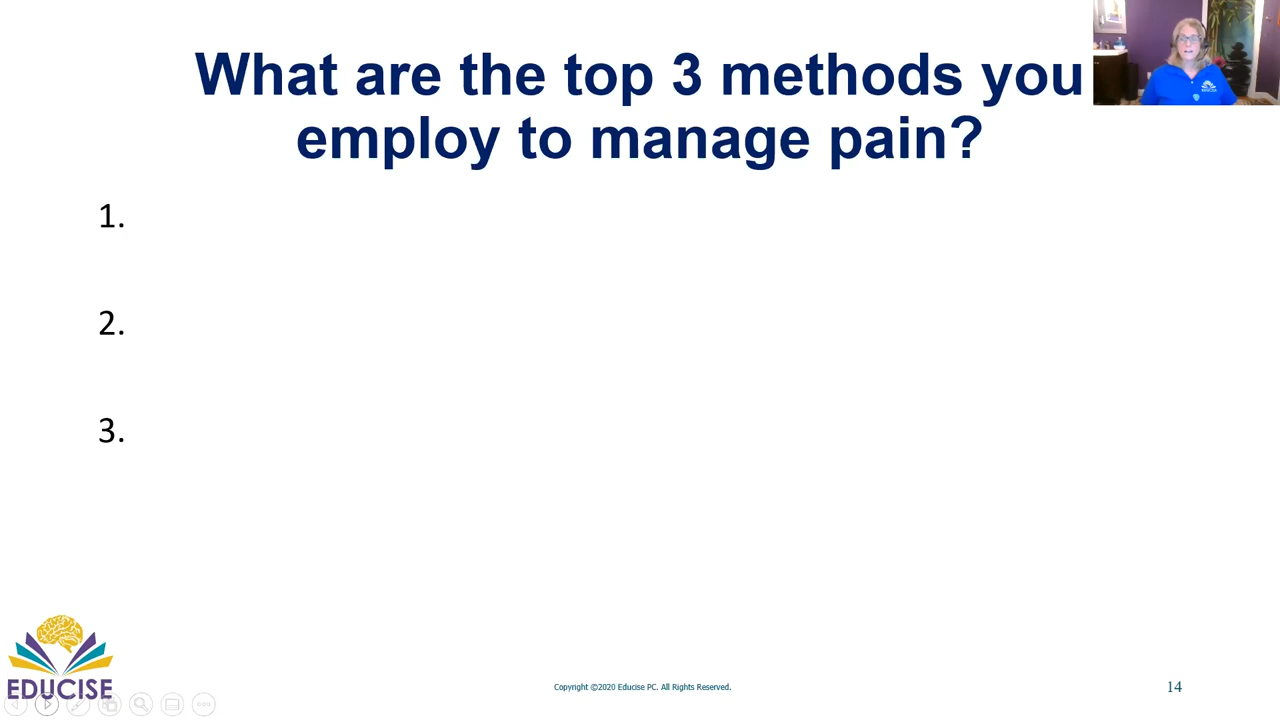 What are the top 3 methods you
employ to manage pain?
1.
2.
3.
EDUCISE
EDUCISE
Copyright ©2020 Educise PC. All Rights Reserved.
14